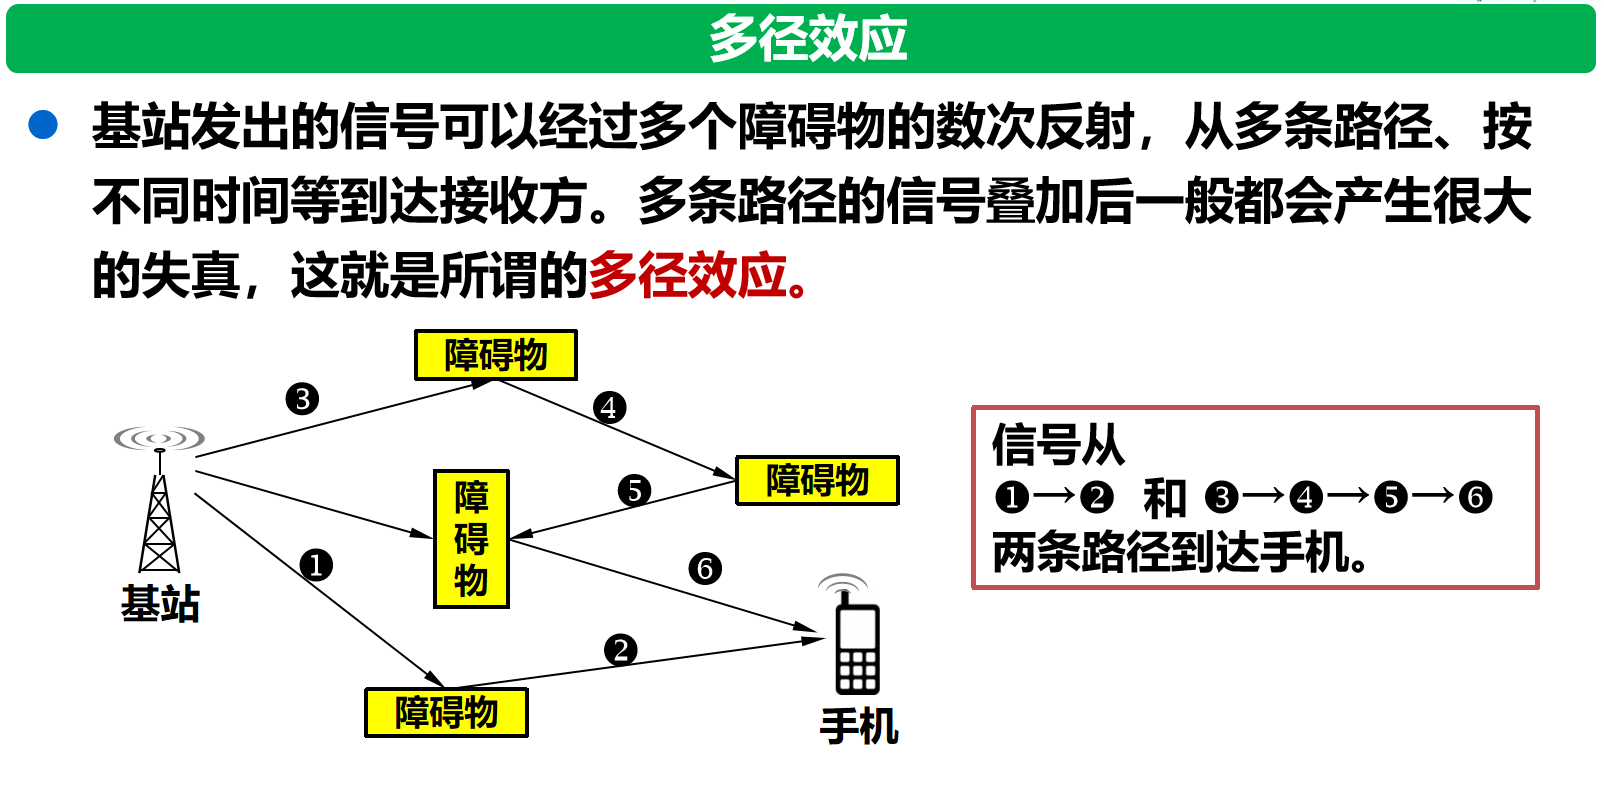 多径效应
基站发出的信号可以经过多个障碍物的数次反射，从多条路径、按
不同时间等到达接收方。多条路径的信号叠加后一般都会产生很大
的失真，这就是所谓的多径效应。
障碍物
❸
❹
障碍物
❺
障
碍
物
❶
❻
基站
❷
障碍物
手机
信号从
❶→❷ 和 ❸→❹→❺→❻
两条路径到达手机。